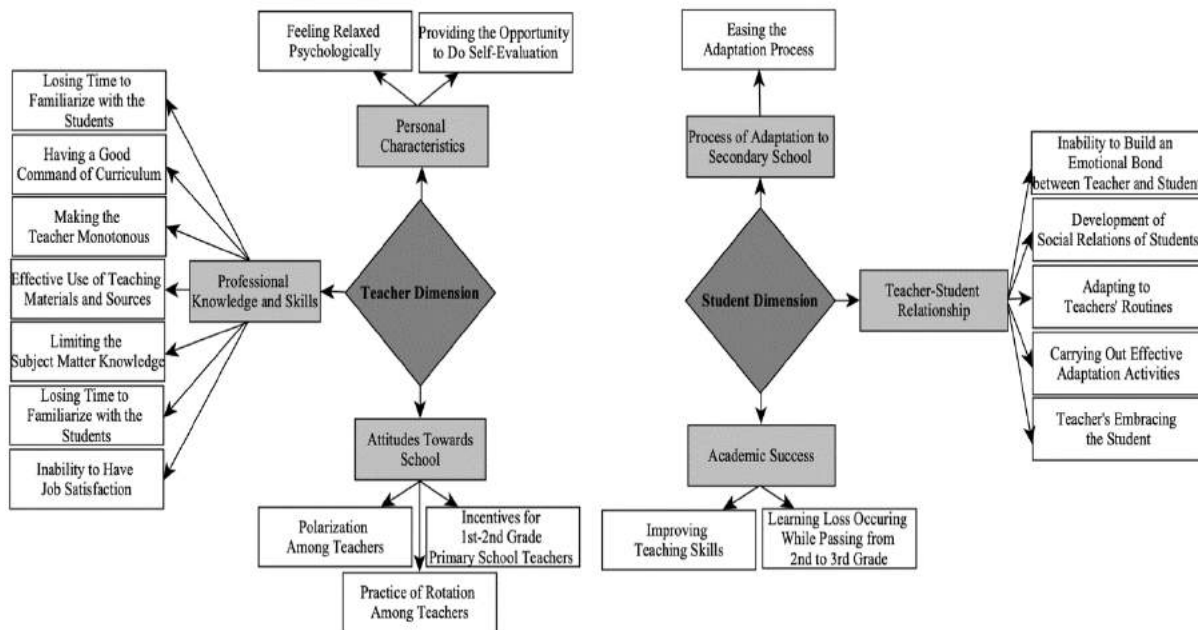 Feeling Relaxed
Psychologically
Providing the Opportunity
to Do Self-Evaluation
Easing the
Adaptation Process
Losing Time to
Familiarize with the
Students
Personal
Characteristics
Process of Adaptation to
Secondary School
Inability to Build an
Emotional Bond
between Teacher and Student
Having a Good
Command of Curriculum
Making the
Teacher Monotonous
Development of
Social Relations of Students
Effective Use of Teaching
Materials and Sources
Professional
Knowledge and Skills
Teacher Dimension
Student Dimension
Teacher-Student
Relationship
Adapting to
Teachers' Routines
Limiting the
Subject Matter Knowledge
Carrying Out Effective
Adaptation Activities
Losing Time to
Familiarize with the
Students
Teacher's Embracing
the Student
Attitudes Towards
School
Academic Success
Inability to Have
Job Satisfaction
Polarization
Among Teachers
Incentives for
1st-2nd Grade
Primary School Teachers
Improving
Teaching Skills
Learning Loss Occuring
While Passing from
2nd to 3rd Grade
Practice of Rotation
Among Teachers